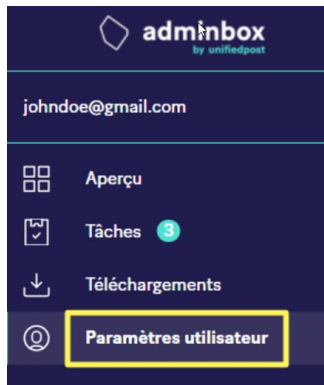 adminbox
by unifiedpost
johndoe@gmail.com
Aperçu
Tâches 3
Téléchargements
Paramètres utilisateur